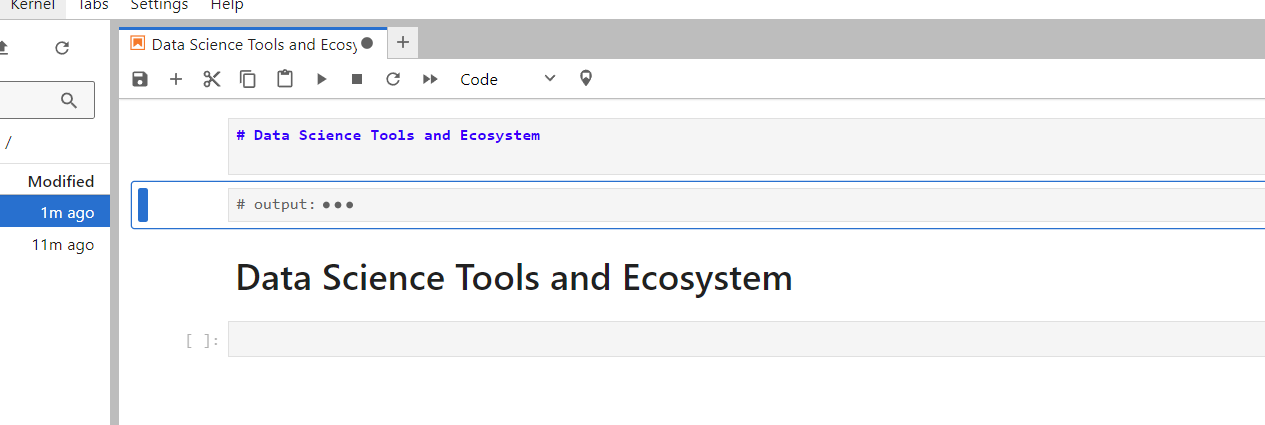 Kernel Tabs Settings Help
Data Science Tools and Ecosy
Code
# Data Science Tools and Ecosystem
/
Modified
1m ago
# output: •••
11m ago
Data Science Tools and Ecosystem
[ ]: